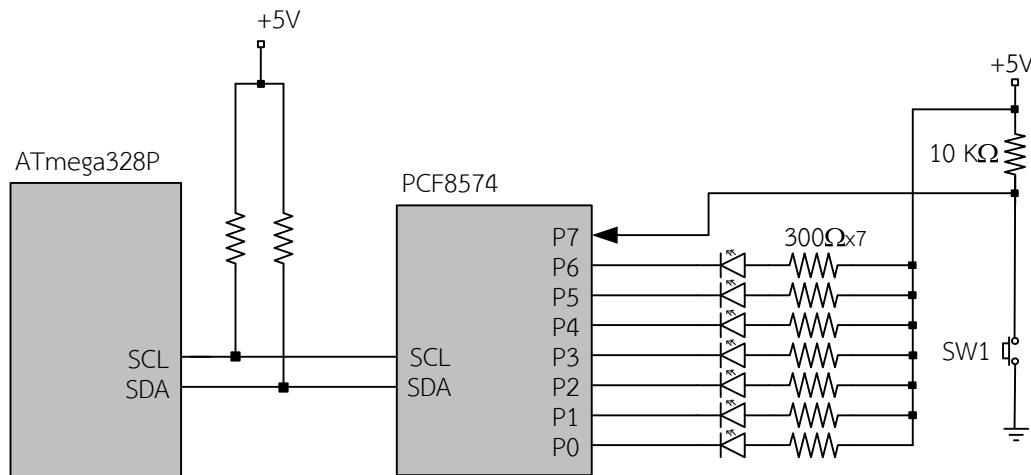 +5V
+5V
ATmega328P
10 KΩ
PCF8574
P7
300Ωx7
P6
P5
P4
SCL
SCL
P3
SW1
SDA
SDA
P2
P1
P0